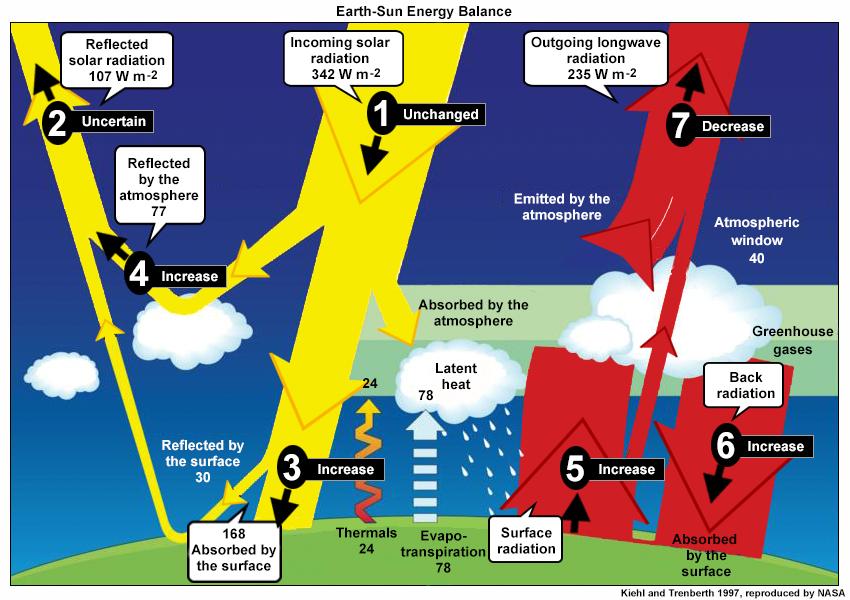 Earth-Sun Energy Balance
Reflected
solar radiation
107 W m-2
Incoming solar
radiation
342 W m-2
Outgoing longwave
radiation
235 W m-2
2 Uncertain
1 Unchanged
7 Decrease
Reflected
by the
atmosphere
77
4 Increase
Emitted by the
atmosphere
Atmospheric
window
40
Absorbed by the
atmosphere
Greenhouse
gases
24
Latent
heat
78
Back
radiation
Reflected by
the surface
30
3 Increase
5 Increase
6 Increase
168
Absorbed by
the surface
Thermals
24
Evapo-
transpiration
78
Surface
radiation
Absorbed
by the
surface
Kiehl and Trenberth 1997, reproduced by NASA